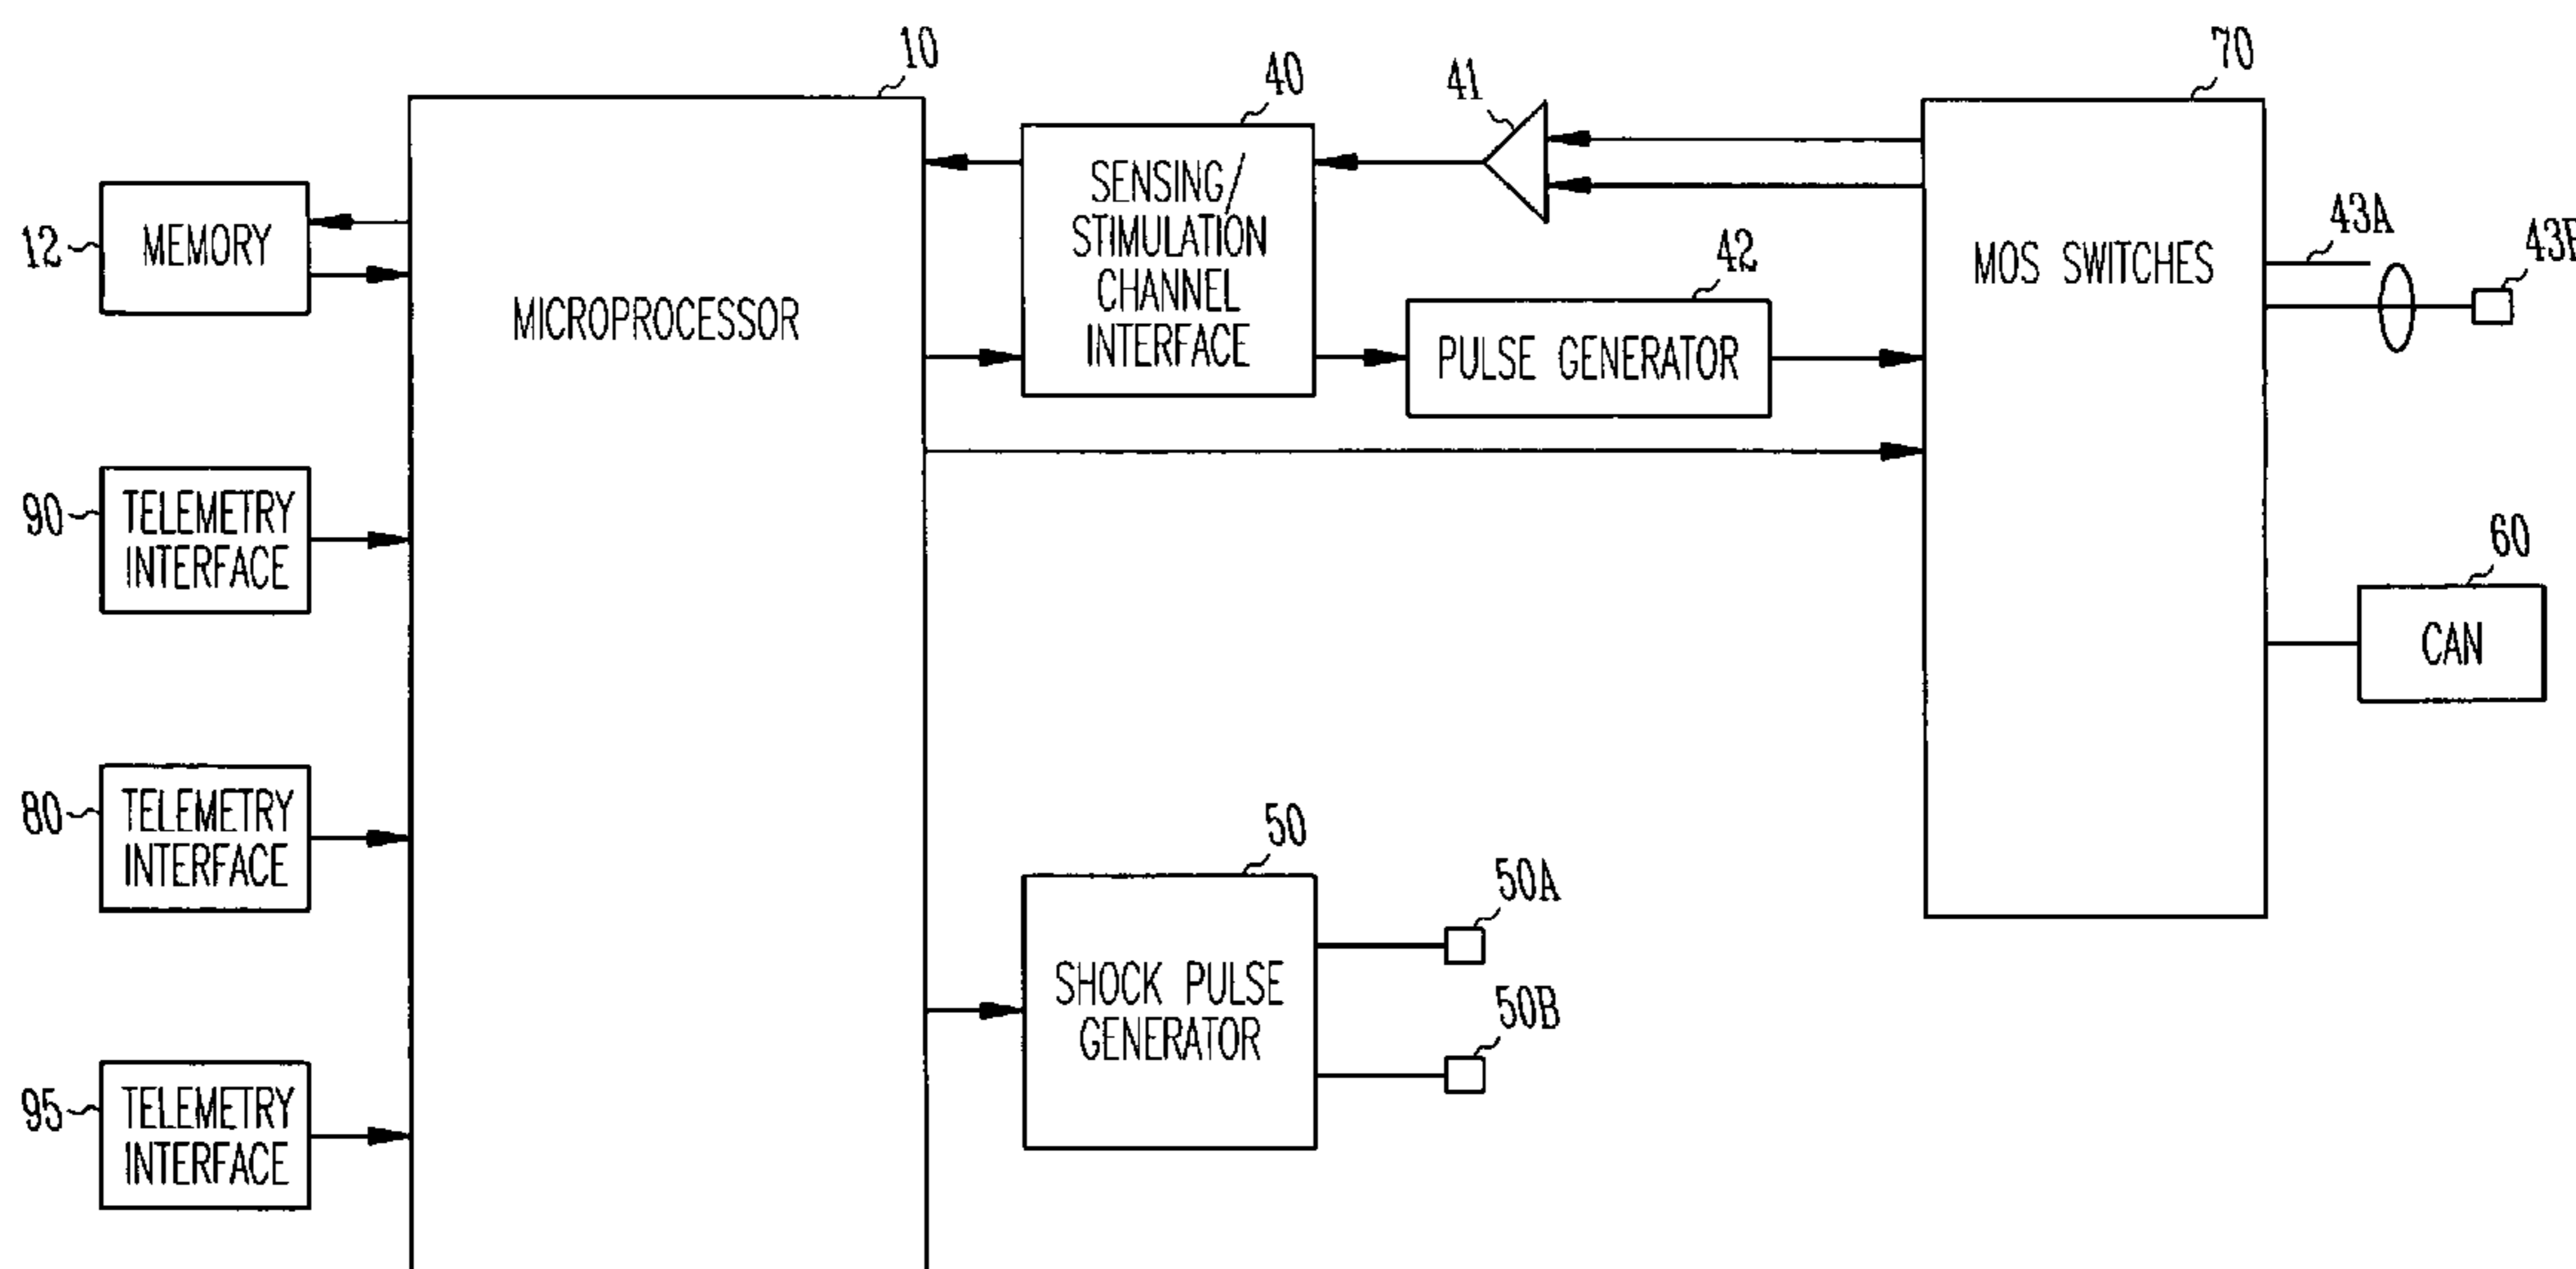 10
40
41
70
12
MEMORY
MICROPROCESSOR
SENSING/
STIMULATION
CHANNEL
INTERFACE
42
PULSE GENERATOR
MOS SWITCHES
43A
90
TELEMETRY
INTERFACE
60
CAN
80
TELEMETRY
INTERFACE
50
SHOCK PULSE
GENERATOR
50A
50B
95
TELEMETRY
INTERFACE